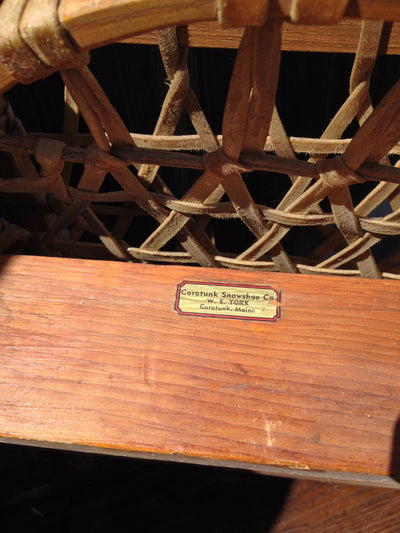 Caratunk Snowshoe Co.
W. E. YORK
Caratunk, Maine